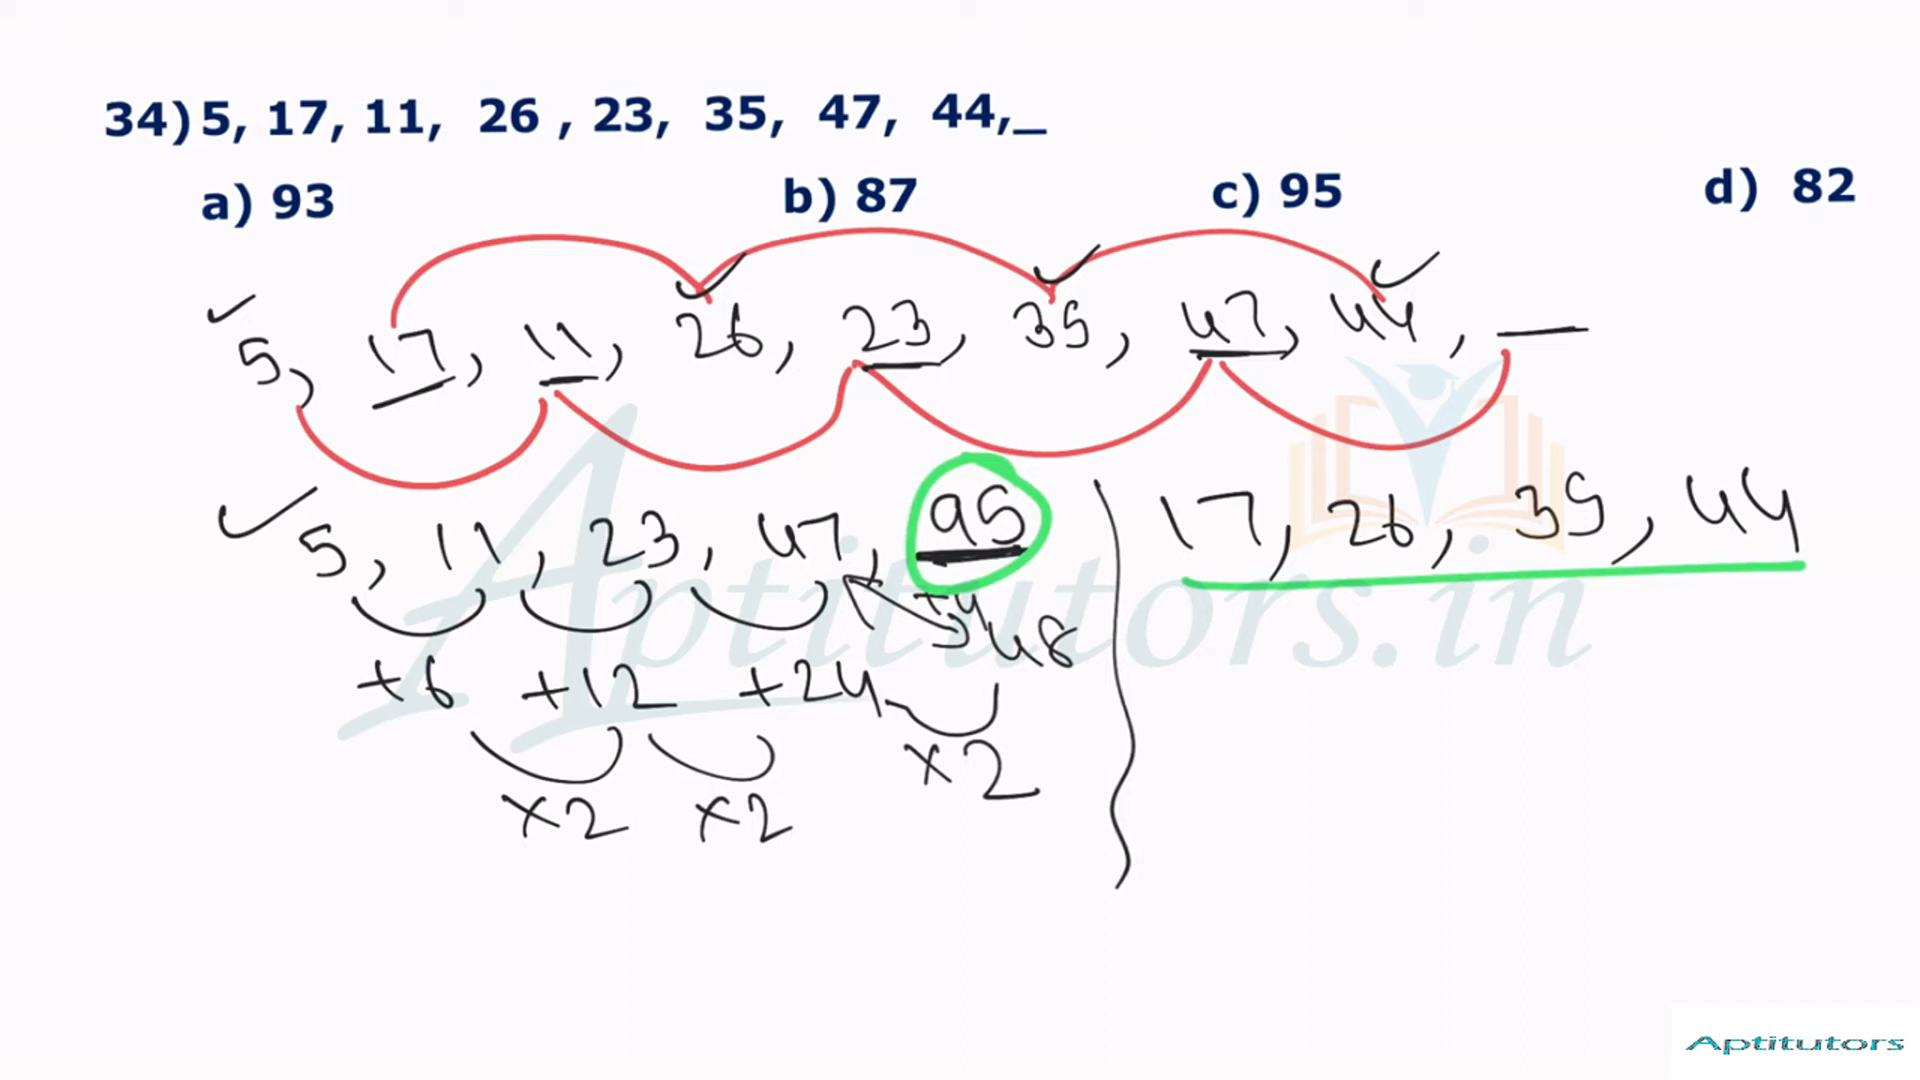 34) 5, 17, 11, 26 , 23, 35, 47, 44,_
a) 93 b) 87 c) 95 d) 82
5, 17, 11, 26, 23, 35, 47, 44, _
5, 11, 23, 47, 95 17, 26, 35, 44
+6 +12 +24 48
×2 ×2 ×2
Aptitutors.in
Aptitutors